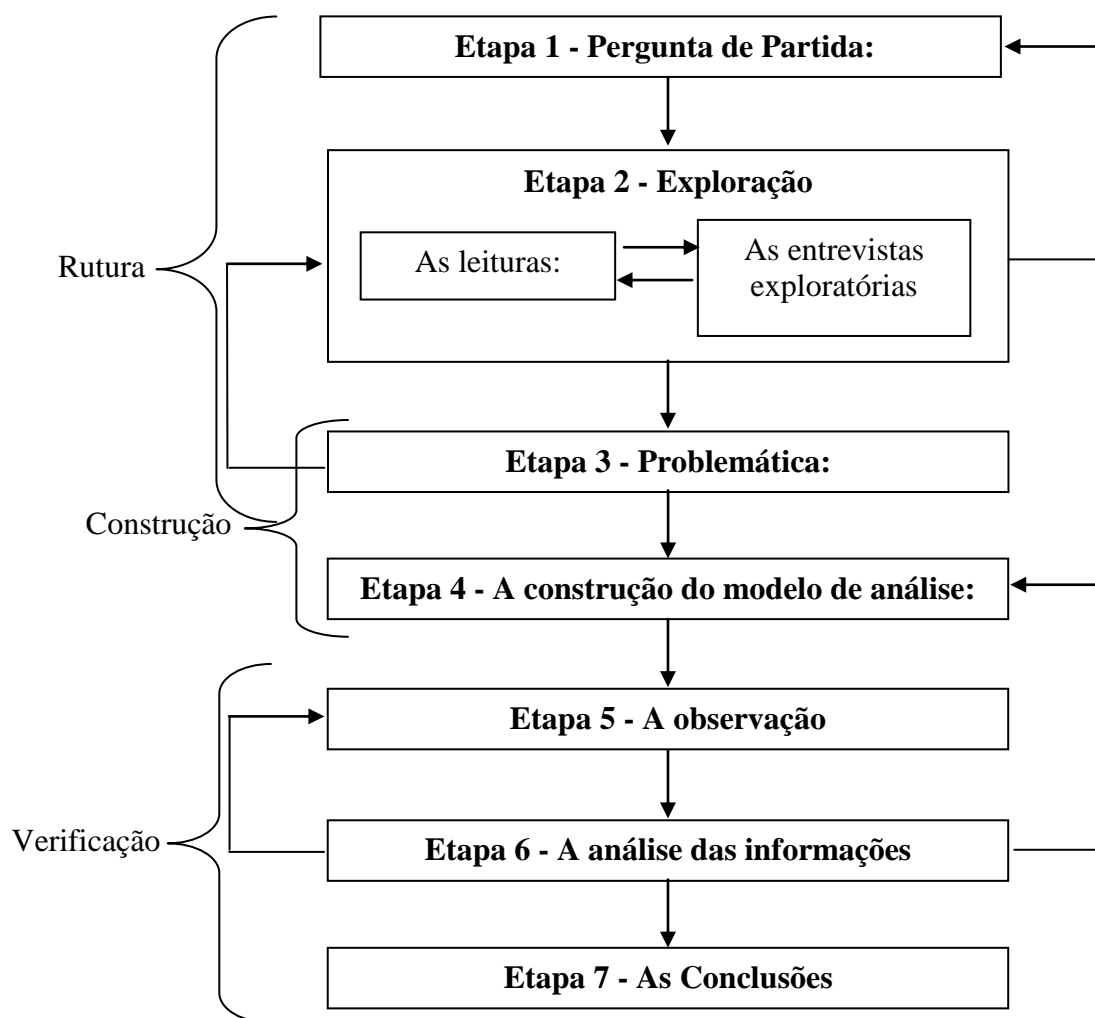 Etapa 1 - Pergunta de Partida:
Etapa 2 - Exploração
As leituras:
As entrevistas
exploratórias
Rutura
Etapa 3 - Problemática:
Construção
Etapa 4 - A construção do modelo de análise:
Etapa 5 - A observação
Verificação
Etapa 6 - A análise das informações
Etapa 7 - As Conclusões